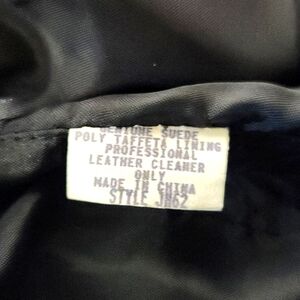 GENUINE SUEDE
POLY TAFFETA LINING
PROFESSIONAL
LEATHER CLEANER
ONLY
MADE IN CHINA
STYLE JN62